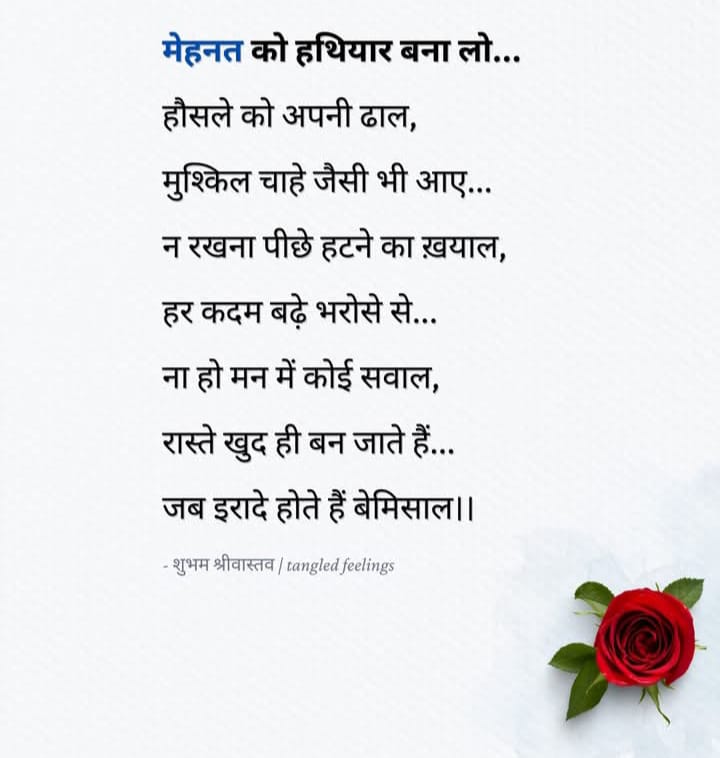 मेहनत को हथियार बना लो...
हौसले को अपनी ढाल,
मुश्किल चाहे जैसी भी आए...
न रखना पीछे हटने का ख़याल,
हर कदम बढ़े भरोसे से...
ना हो मन में कोई सवाल,
रास्ते खुद ही बन जाते हैं...
जब इरादे होते हैं बेमिसाल||
- शुभम श्रीवास्तव | tangled feelings